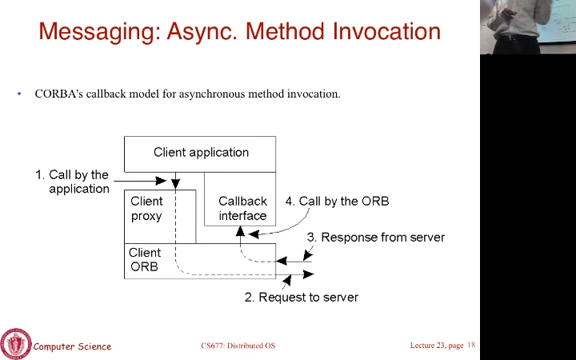 Messaging: Async. Method Invocation
• CORBA's callback model for asynchronous method invocation.
Client application
1. Call by the
application
Client
proxy
Callback
interface
4. Call by the ORB
3. Response from server
Client
ORB
2. Request to server
Computer Science
CS677: Distributed OS
Lecture 23, page 18